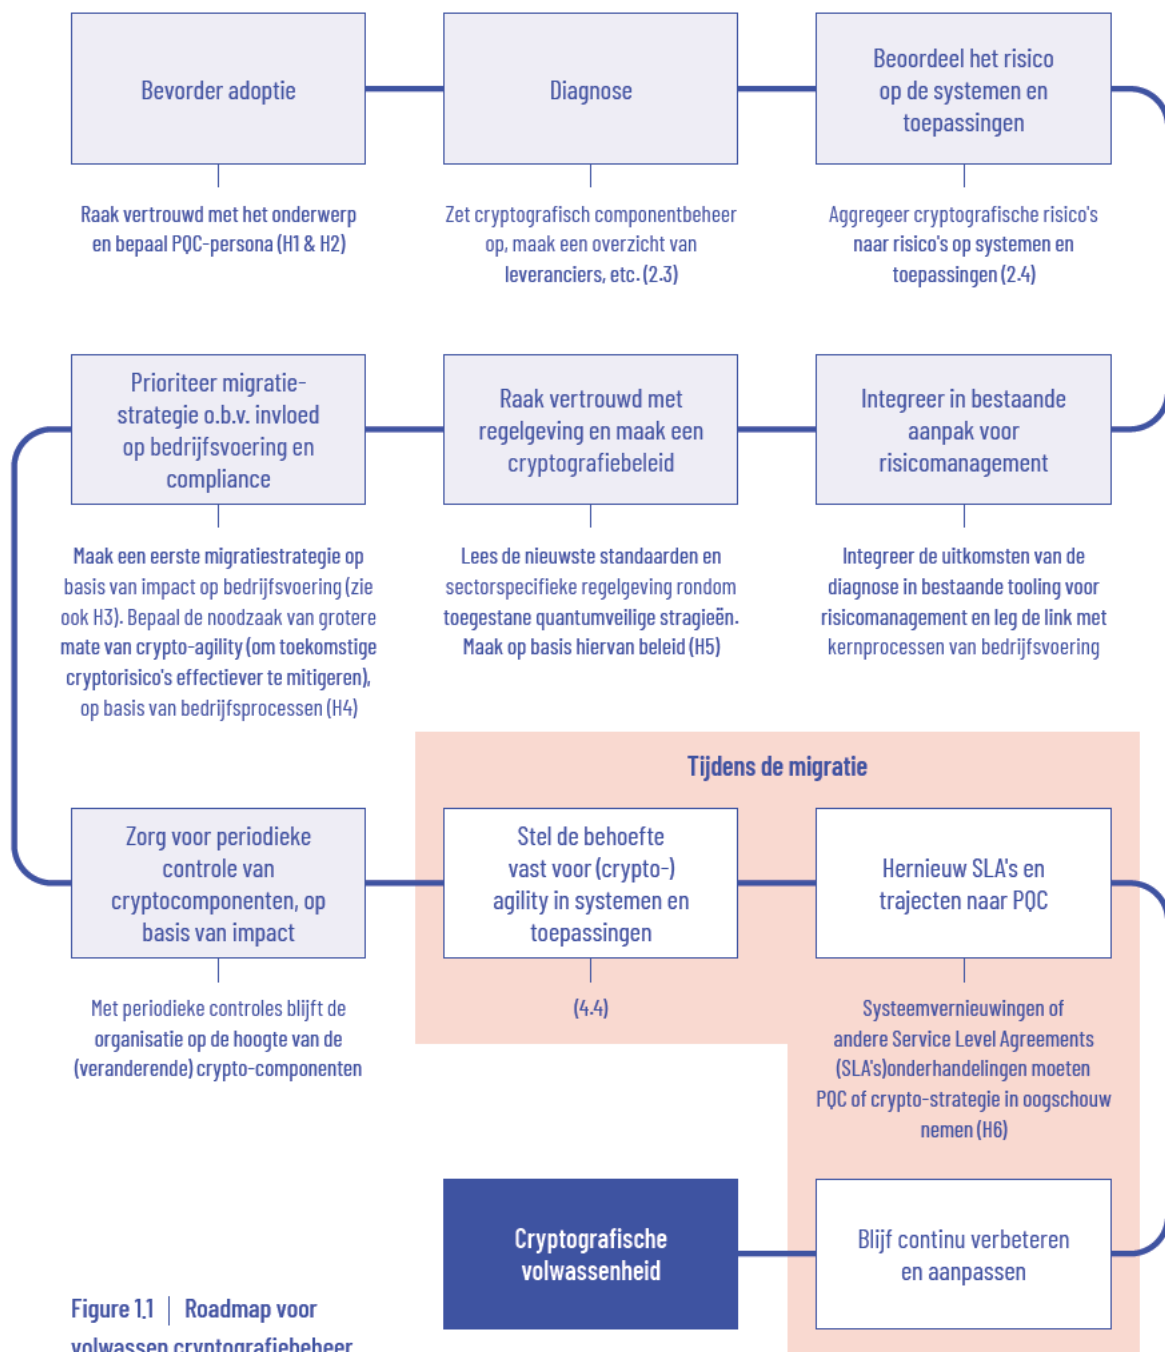 Bevorder adoptie
Raak vertrouwd met het onderwerp
en bepaal PQC-persona (H1 & H2)
Diagnose
Zet cryptografisch componentbeheer
op, maak een overzicht van
leveranciers, etc. (2.3)
Beoordeel het risico
op de systemen en
toepassingen
Aggregeer cryptografische risico's
naar risico's op systemen en
toepassingen (2.4)
Integreer in bestaande
aanpak voor
risicomanagement
Integreer de uitkomsten van de
diagnose in bestaande tooling voor
risicomanagement en leg de link met
kernprocessen van bedrijfsvoering
Raak vertrouwd met
regelgeving en maak een
cryptografiebeleid
Lees de nieuwste standaarden en
sectorspecifieke regelgeving rondom
toegestane quantumveilige stragieën.
Maak op basis hiervan beleid (H5)
Prioriteer migratie-
strategie o.b.v. invloed
op bedrijfsvoering en
compliance
Maak een eerste migratiestrategie op
basis van impact op bedrijfsvoering (zie
ook H3). Bepaal de noodzaak van grotere
mate van crypto-agility (om toekomstige
cryptorisico's effectiever te mitigeren),
op basis van bedrijfsprocessen (H4)
Zorg voor periodieke
controle van
cryptocomponenten, op
basis van impact
Met periodieke controles blijft de
organisatie op de hoogte van de
(veranderende) crypto-componenten
Tijdens de migratie
Stel de behoefte
vast voor (crypto-)
agility in systemen en
toepassingen
(4.4)
Hernieuw SLA's en
trajecten naar PQC
Systeemvernieuwingen of
andere Service Level Agreements
(SLA's)onderhandelingen moeten
PQC of crypto-strategie in oogschouw
nemen (H6)
Blijf continu verbeteren
en aanpassen
Cryptografische
volwassenheid
Figure 1.1 | Roadmap voor
volwassen cryptografiebeheer